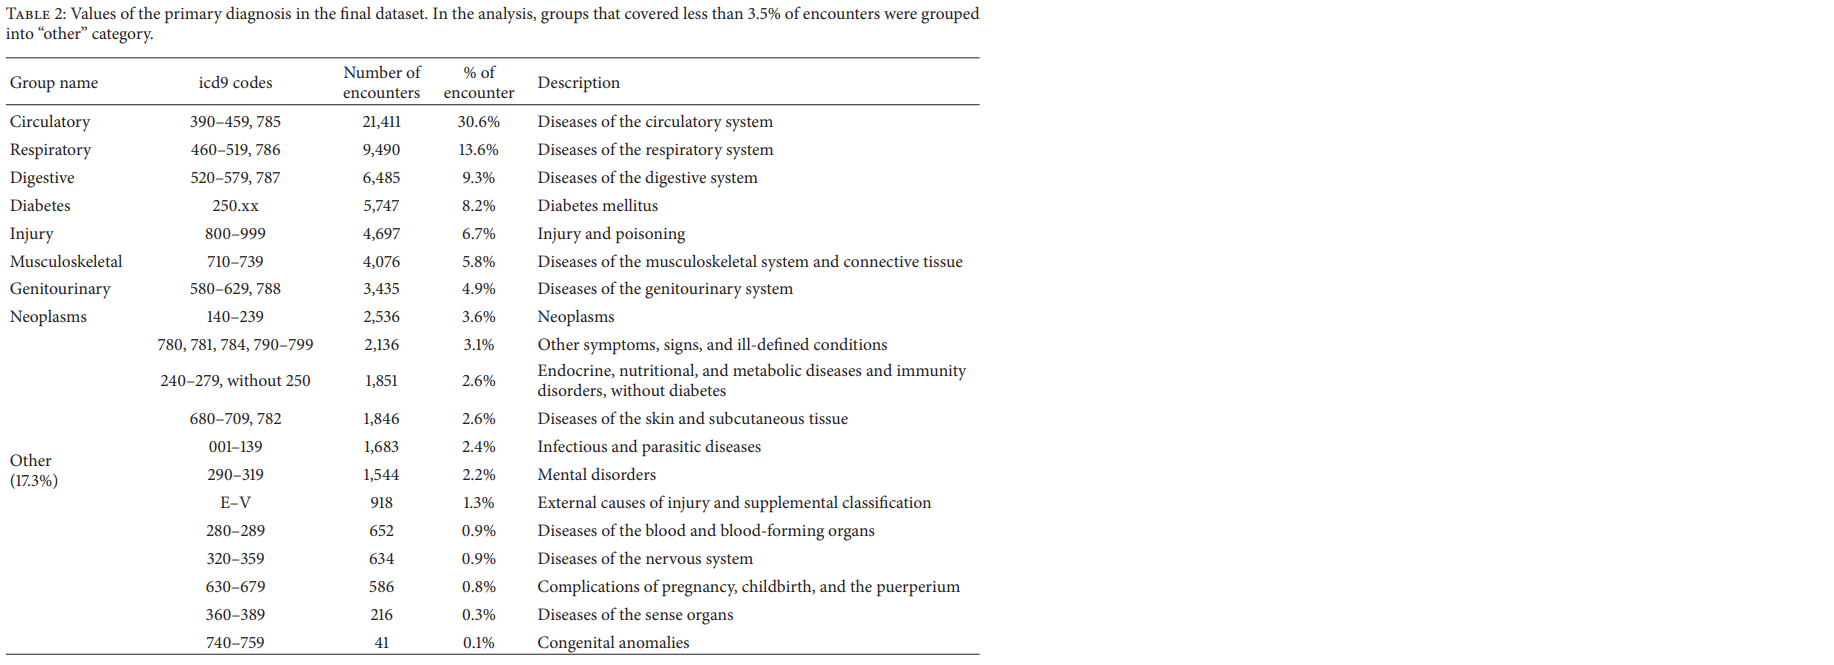 TABLE 2: Values of the primary diagnosis in the final dataset. In the analysis, groups that covered less than 3.5% of encounters were grouped
into “other” category.
Group name icd9 codes Number of encounters % of encounter Description
Circulatory 390–459, 785 21,411 30.6% Diseases of the circulatory system
Respiratory 460–519, 786 9,490 13.6% Diseases of the respiratory system
Digestive 520–579, 787 6,485 9.3% Diseases of the digestive system
Diabetes 250.xx 5,747 8.2% Diabetes mellitus
Injury 800–999 4,697 6.7% Injury and poisoning
Musculoskeletal 710–739 4,076 5.8% Diseases of the musculoskeletal system and connective tissue
Genitourinary 580–629, 788 3,435 4.9% Diseases of the genitourinary system
Neoplasms 140–239 2,536 3.6% Neoplasms
780, 781, 784, 790–799 2,136 3.1% Other symptoms, signs, and ill-defined conditions
240–279, without 250 1,851 2.6% Endocrine, nutritional, and metabolic diseases and immunity
disorders, without diabetes
680–709, 782 1,846 2.6% Diseases of the skin and subcutaneous tissue
001–139 1,683 2.4% Infectious and parasitic diseases
Other
(17.3%)
290–319 1,544 2.2% Mental disorders
E–V 918 1.3% External causes of injury and supplemental classification
280–289 652 0.9% Diseases of the blood and blood-forming organs
320–359 634 0.9% Diseases of the nervous system
630–679 586 0.8% Complications of pregnancy, childbirth, and the puerperium
360–389 216 0.3% Diseases of the sense organs
740–759 41 0.1% Congenital anomalies